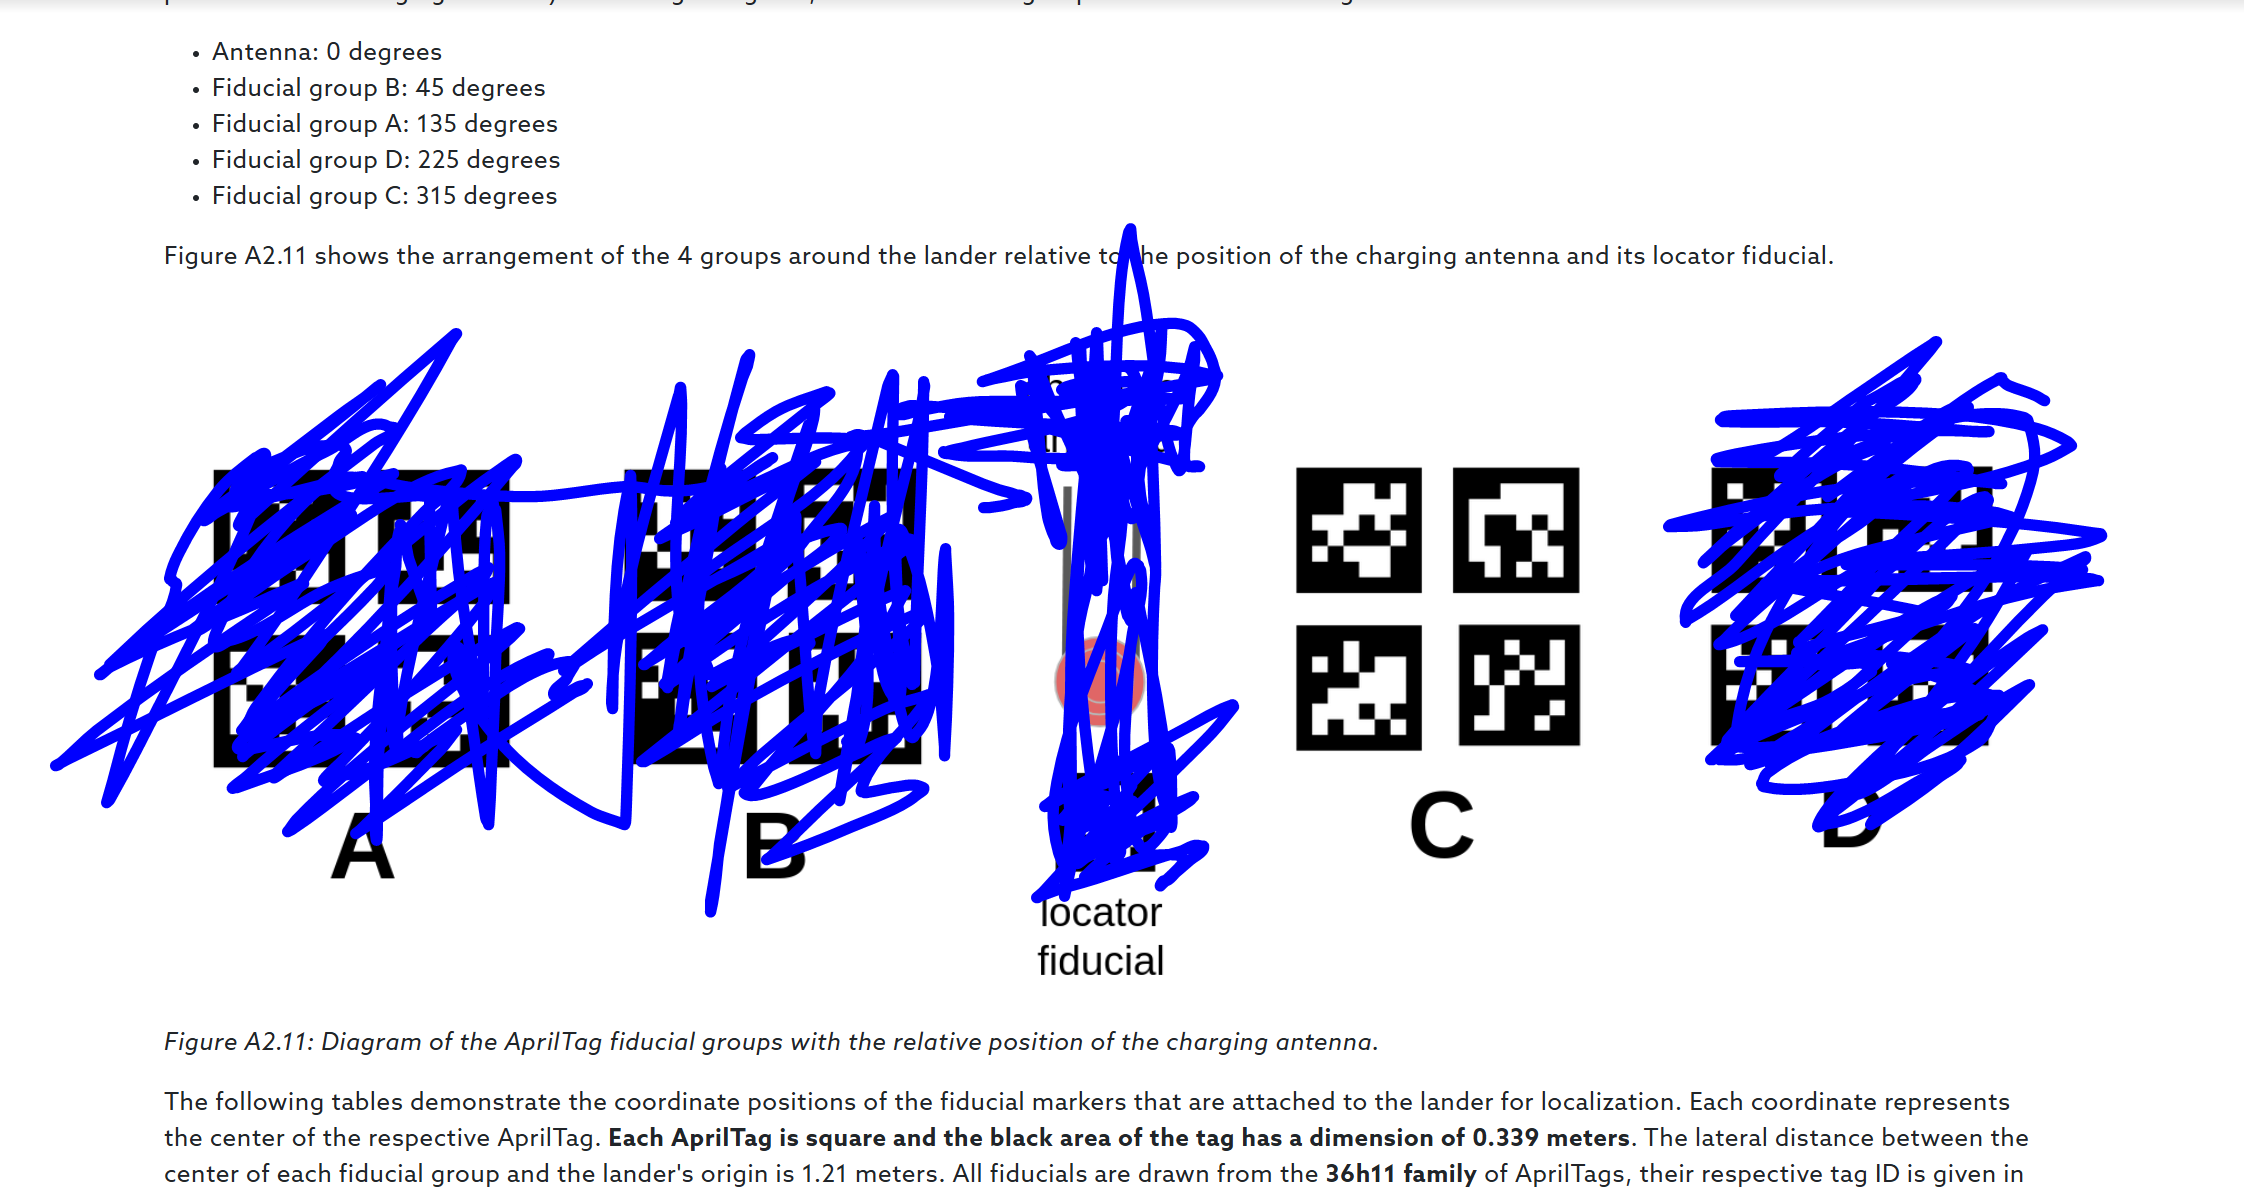 Antenna: 0 degrees
Fiducial group B: 45 degrees
Fiducial group A: 135 degrees
Fiducial group D: 225 degrees
Fiducial group C: 315 degrees
Figure A2.11 shows the arrangement of the 4 groups around the lander relative to he position of the charging antenna and its locator fiducial.
A
B
C
D
locator
fiducial
Figure A2.11: Diagram of the AprilTag fiducial groups with the relative position of the charging antenna.
The following tables demonstrate the coordinate positions of the fiducial markers that are attached to the lander for localization. Each coordinate represents
the center of the respective AprilTag. Each AprilTag is square and the black area of the tag has a dimension of 0.339 meters. The lateral distance between the
center of each fiducial group and the lander's origin is 1.21 meters. All fiducials are drawn from the 36h11 family of AprilTags, their respective tag ID is given in